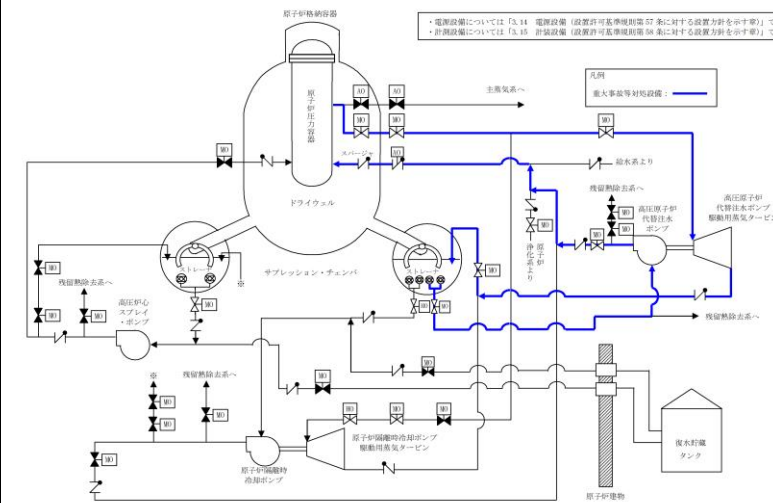 原子炉格納容器
・電源設備については「3.14 電源設備（設置許可基準規則第57条に対する設置方針を示す章）」で
・計測設備については「3.15 計装設備（設置許可基準規則第58条に対する設置方針を示す章）」で
凡例
重大事故等対処設備：
AO
AO
主蒸気系へ
原子炉圧力容器
MO
MO
MO
MO
スパージャ
AO
給水系より
残留熱除去系へ
高圧原子炉
代替注水ポンプ
駆動用蒸気タービン
高圧原子炉
代替注水
ポンプ
MO
MO
MO
MO
原子炉
浄化系より
ドライウェル
ストレーナ
ストレーナ
サプレッション・チェンバ
※
MO
MO
残留熱除去系へ
MO
MO
MO
MO
MO
高圧炉心
スプレイ
・ポンプ
残留熱除去系へ
MO
MO
※
残留熱除去系へ
MO
MO
MO
MO
MO
MO
MO
原子炉隔離時冷却ポンプ
駆動用蒸気タービン
原子炉隔離時
冷却ポンプ
復水貯蔵
タンク
原子炉建物